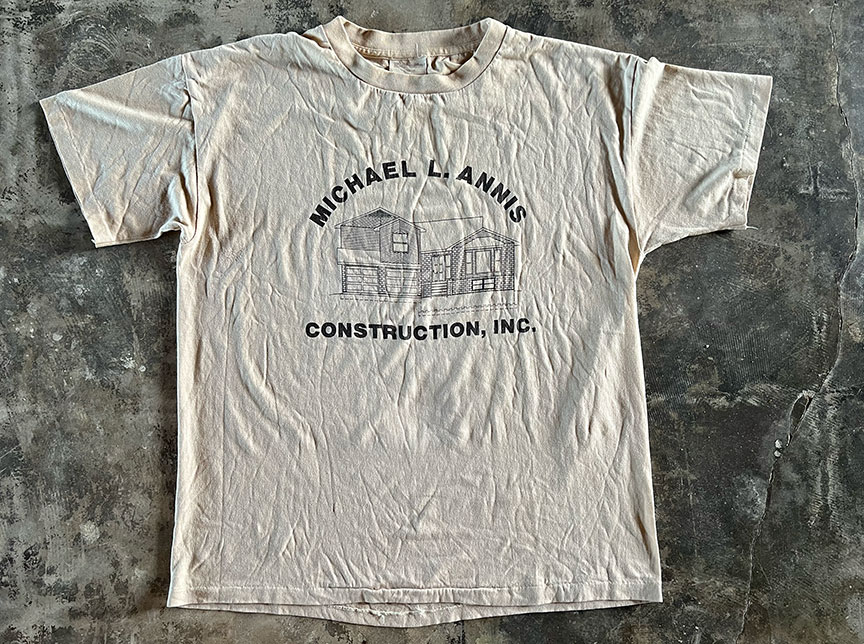 MICHAEL L. ANNIS
CONSTRUCTION, INC.